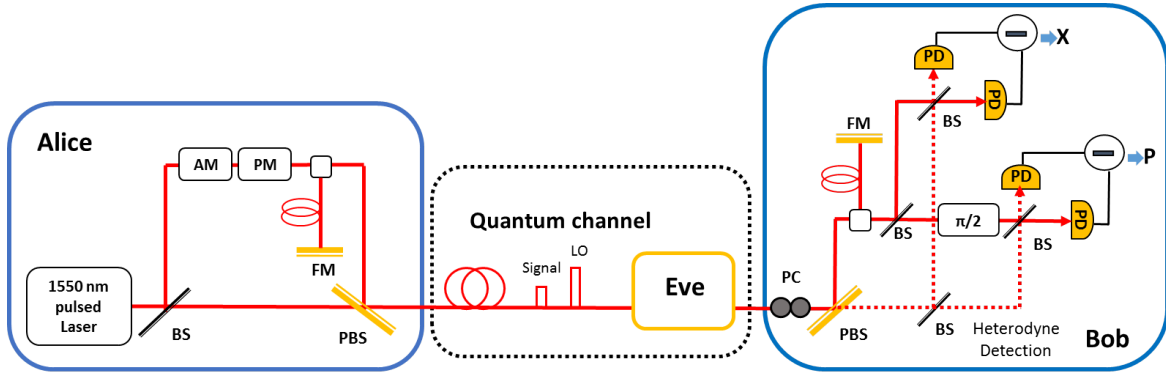 Alice
AM
PM
FM
1550 nm
pulsed
Laser
BS
PBS
Quantum channel
Signal
LO
Eve
PC
PBS
FM
BS
π/2
BS
BS
BS
PD
PD
X
PD
PD
P
Heterodyne
Detection
Bob